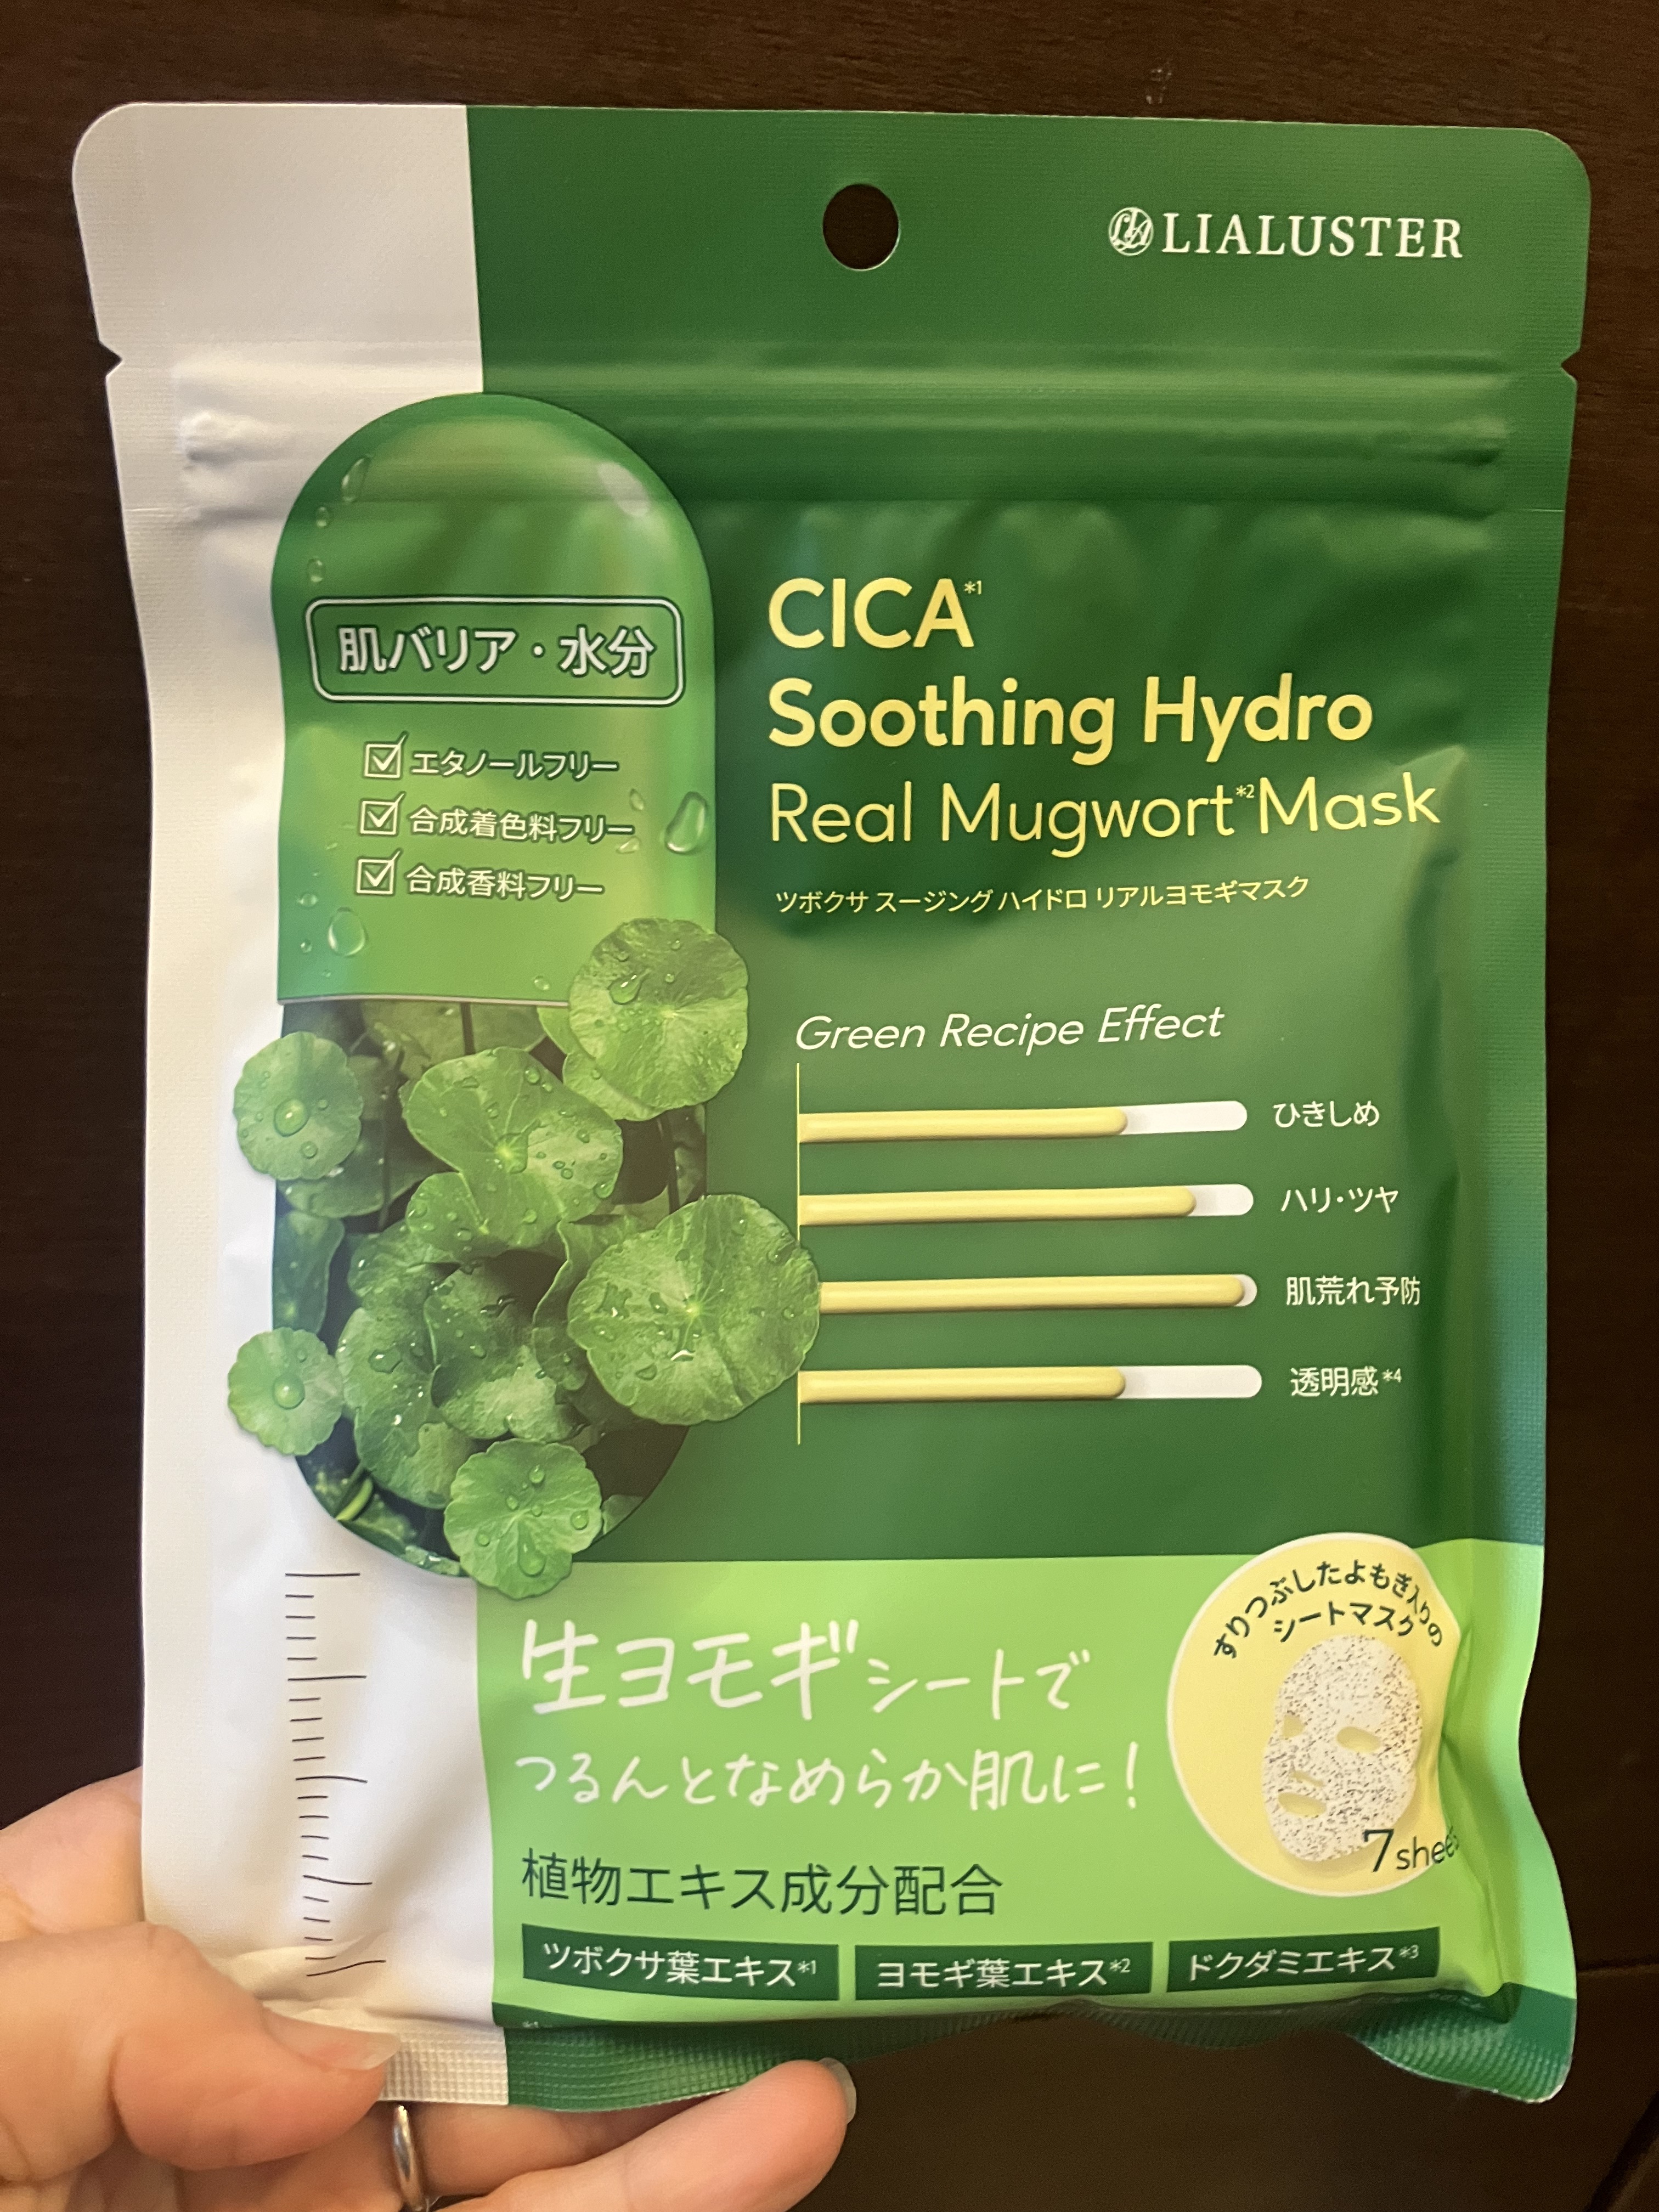 LIALUSTER
肌バリア・水分
エタノールフリー
合成着色料フリー
合成香料フリー
CICA*1
Soothing Hydro
Real Mugwort*2 Mask
ツボクサ スージング ハイドロ リアルヨモギマスク
Green Recipe Effect
ひきしめ
ハリ・ツヤ
肌荒れ予防
透明感*4
すりつぶしたよもぎ入りの
シートマスク
7
生ヨモギシートで
つるんとなめらか肌に!
植物エキス成分配合
ツボクサ葉エキス*1
ヨモギ葉エキス*2
ドクダミエキス*3